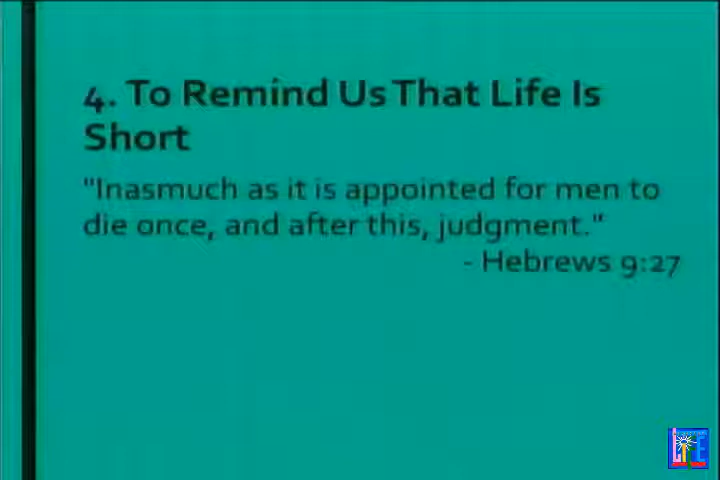 4. To Remind Us That Life Is
Short
"Inasmuch as it is appointed for men to
die once, and after this, judgment."
- Hebrews 9:27
LIFE